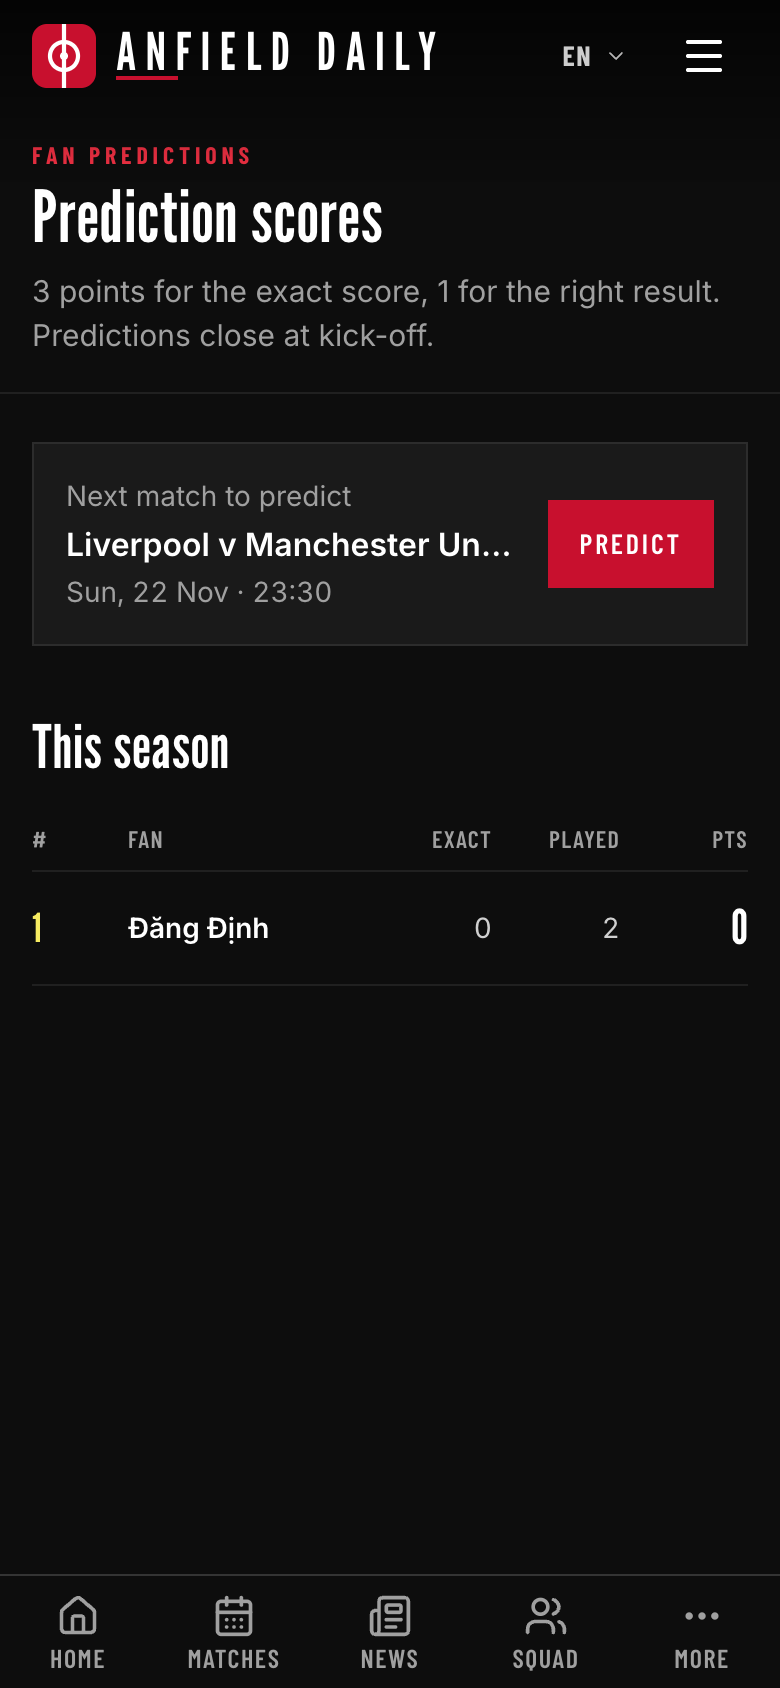 ANFIELD DAILY
EN
FAN PREDICTIONS
Prediction scores
3 points for the exact score, 1 for the right result.
Predictions close at kick-off.
Next match to predict
Liverpool v Manchester Un...
Sun, 22 Nov · 23:30
PREDICT
This season
# FAN EXACT PLAYED PTS
1 Đăng Định 0 2 0
HOME MATCHES NEWS SQUAD MORE